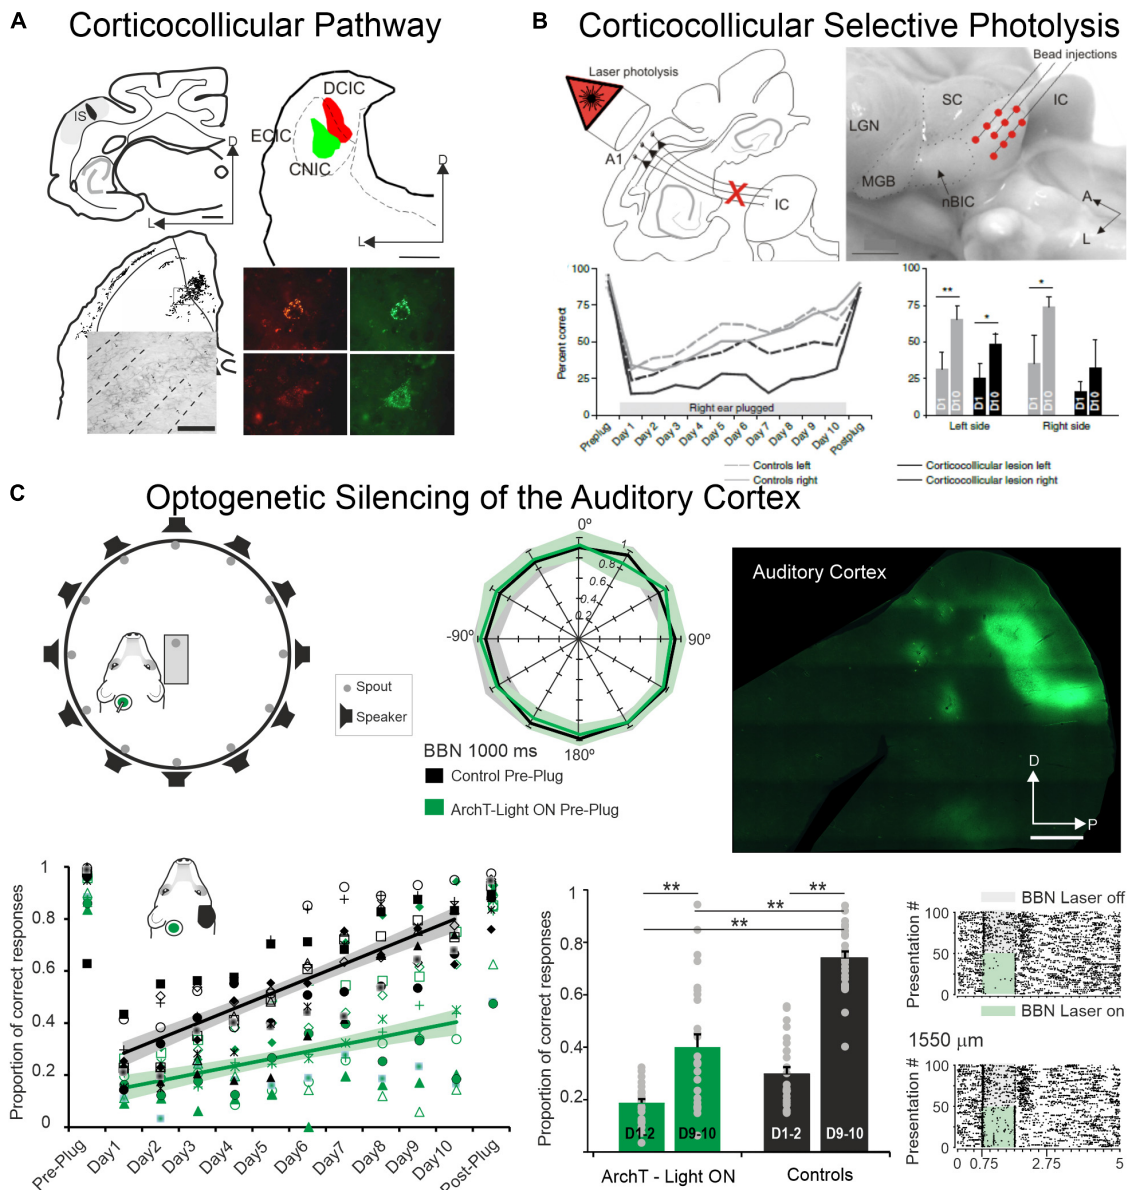 A
Corticocollicular Pathway
IS
D
L
DCIC
ECIC
CNIC
D
L
B
Corticocollicular Selective Photolysis
Laser photolysis
A1
X
IC
Bead injections
SC
IC
LGN
MGB
nBIC
A
L
Percent correct
100
75
50
25
0
Right ear plugged
Preplug
Day 1
Day 2
Day 3
Day 4
Day 5
Day 6
Day 7
Day 8
Day 9
Day 10
Postplug
100
75
50
25
0
**
*
*
D1
D10
D1
D10
D1
D10
D1
D10
Left side
Right side
Controls left
Controls right
Corticocollicular lesion left
Corticocollicular lesion right
C
Optogenetic Silencing of the Auditory Cortex
Spout
Speaker
0º
1
0.8
0.6
0.4
0.2
-90º
90º
180º
BBN 1000 ms
Control Pre-Plug
ArchT-Light ON Pre-Plug
Auditory Cortex
D
P
Proportion of correct responses
1
0.8
0.6
0.4
0.2
0
Pre-Plug
Day1
Day2
Day3
Day4
Day5
Day6
Day7
Day8
Day9
Day10
Post-Plug
Proportion of correct responses
1
0.8
0.6
0.4
0.2
**
**
**
**
D1-2
D9-10
D1-2
D9-10
ArchT - Light ON
Controls
BBN Laser off
Presentation #
100
50
0
BBN Laser on
1550 µm
Presentation #
100
50
0
0 0.75 2.75 5